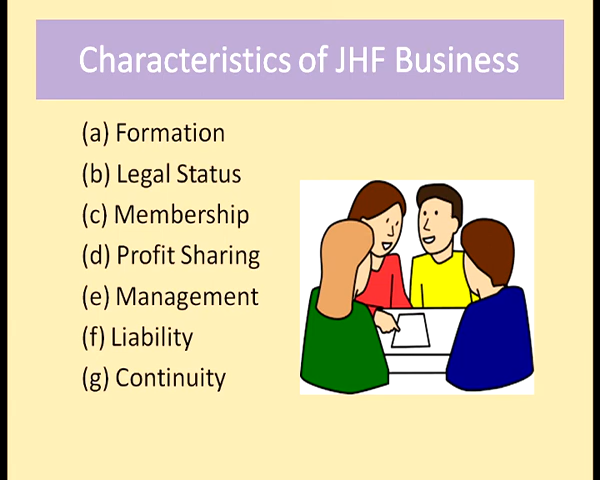 Characteristics of JHF Business
(a) Formation
(b) Legal Status
(c) Membership
(d) Profit Sharing
(e) Management
(f) Liability
(g) Continuity